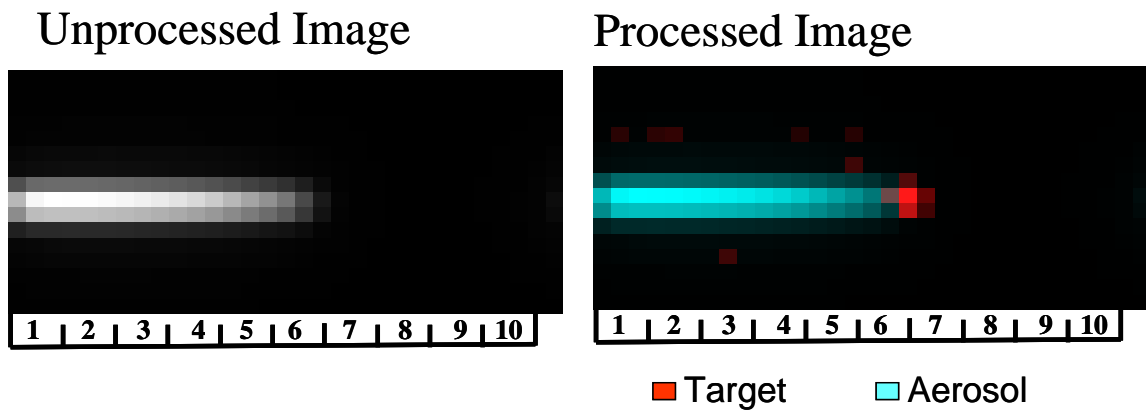 Unprocessed Image
Processed Image
1 2 3 4 5 6 7 8 9 10
1 2 3 4 5 6 7 8 9 10
Target Aerosol